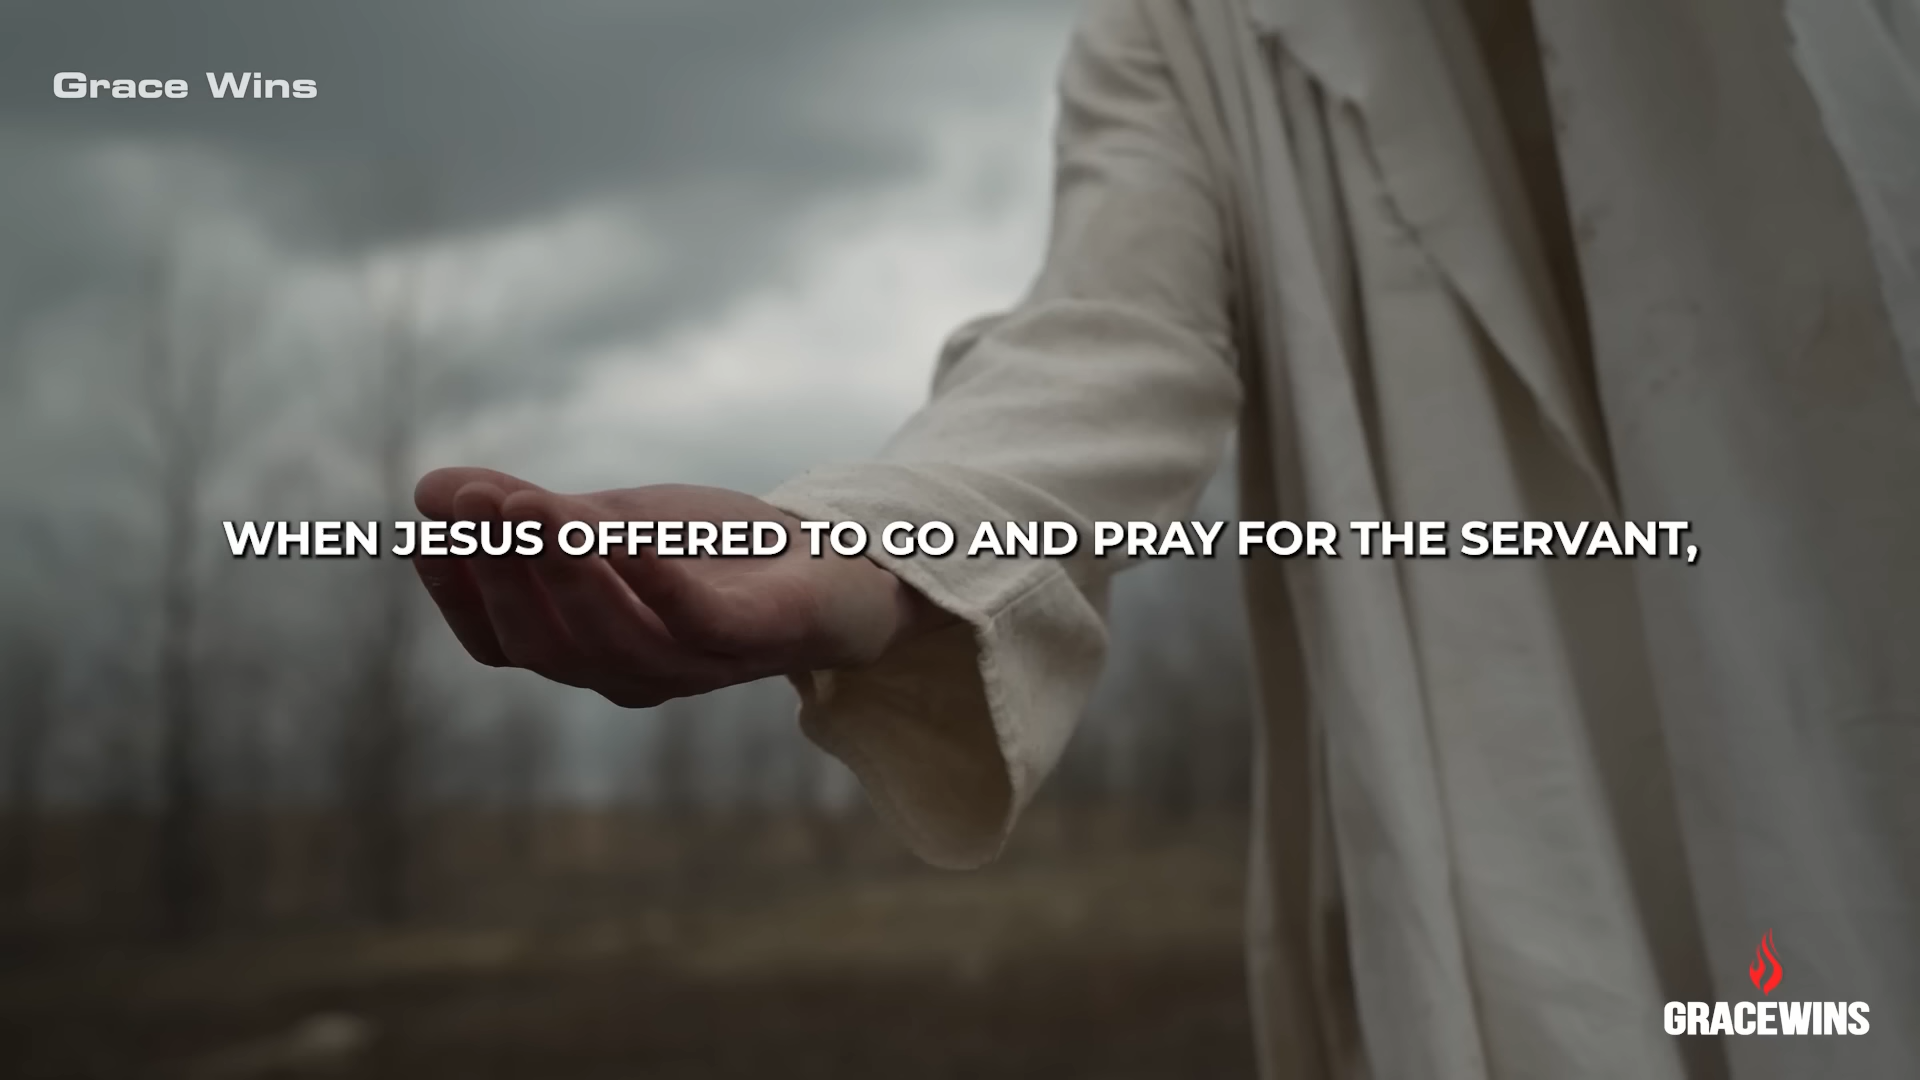 Grace Wins
WHEN JESUS OFFERED TO GO AND PRAY FOR THE SERVANT,
GRACEWINS